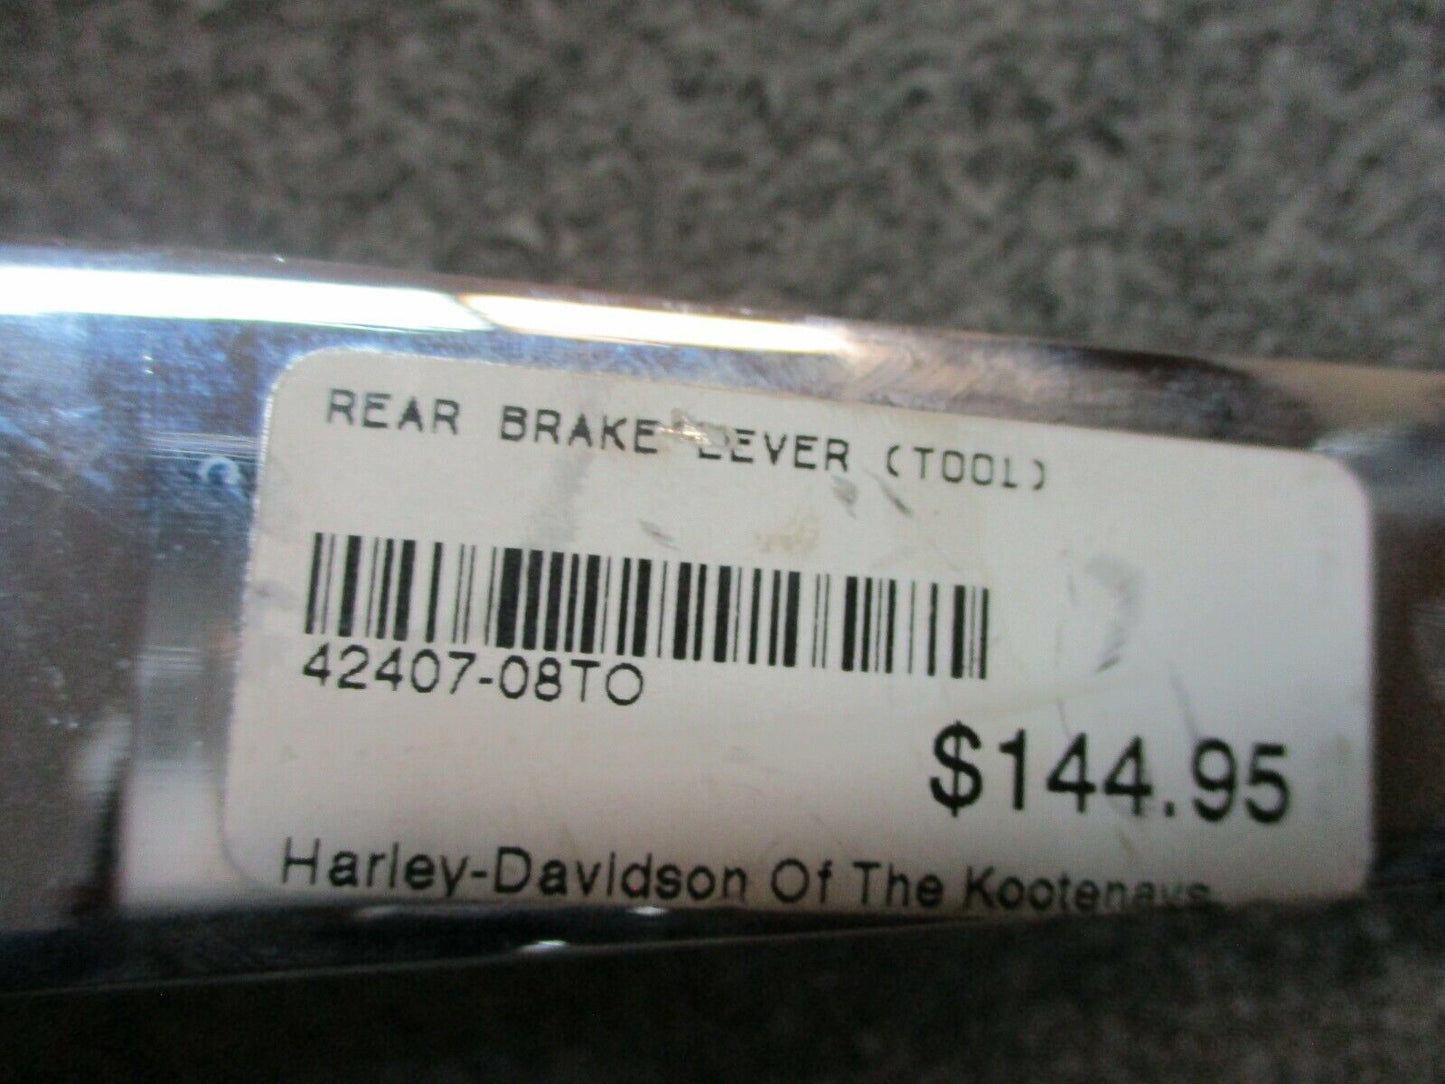 REAR BRAKE LEVER (TOOL)
42407-08TO
$144.95
Harley-Davidson Of The Kootenays